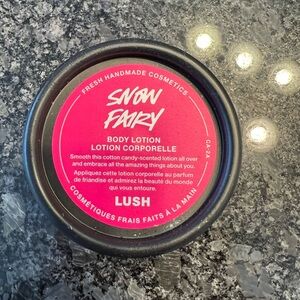 FRESH HANDMADE COSMETICS
SNOW
FAIRY
BODY LOTION
LOTION CORPORELLE
Smooth this cotton candy-scented lotion all over
and embrace all the amazing things about you.
Appliquez cette lotion corporelle au parfum
de friandise et admirez la beauté du monde
qui vous entoure.
LUSH
COSMÉTIQUES FRAIS FAITS À LA MAIN